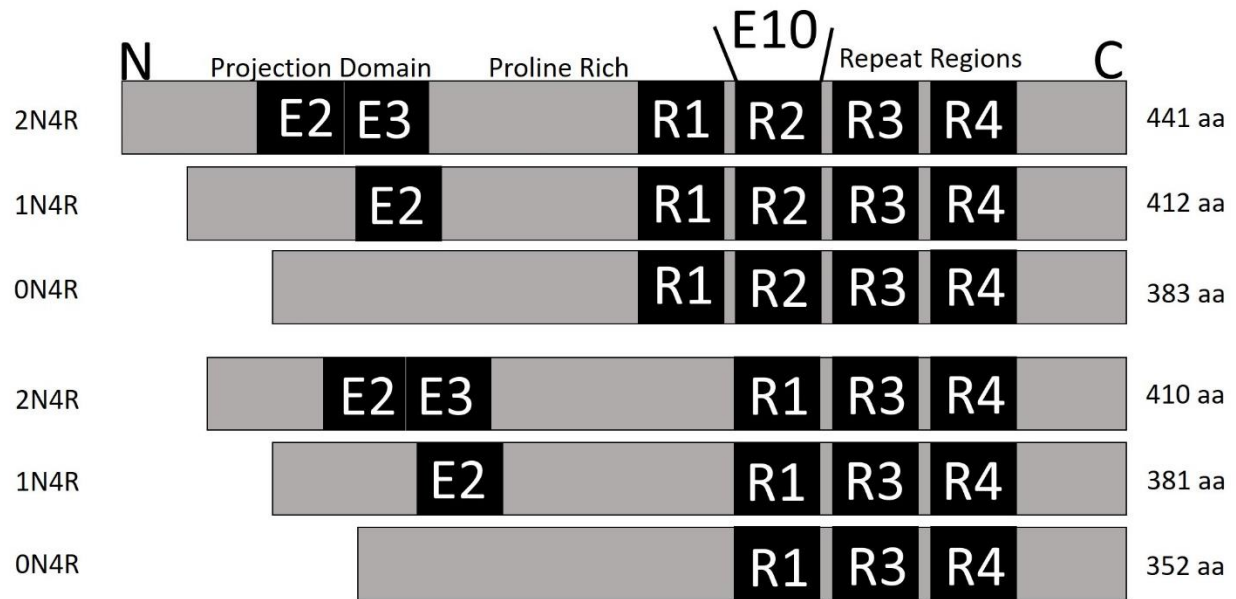 E10
N Projection Domain Proline Rich Repeat Regions C
2N4R E2 E3 R1 R2 R3 R4 441 aa
1N4R E2 R1 R2 R3 R4 412 aa
0N4R R1 R2 R3 R4 383 aa
2N4R E2 E3 R1 R3 R4 410 aa
1N4R E2 R1 R3 R4 381 aa
0N4R R1 R3 R4 352 aa